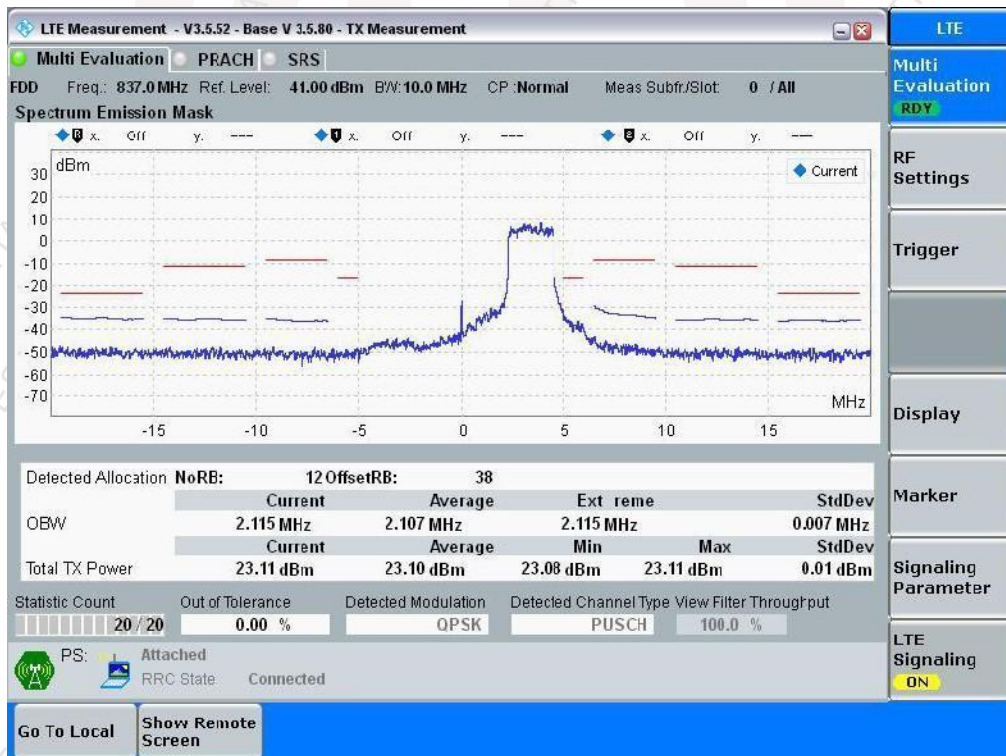 LTE Measurement - V3.5.52 - Base V 3.5.80 - TX Measurement
LTE
Multi Evaluation PRACH SRS
Multi Evaluation
RDY
FDD Freq.: 837.0 MHz Ref. Level: 41.00 dBm BW: 10.0 MHz CP :Normal Meas Subfr./Slot: 0 / All
Spectrum Emission Mask
R x. Off y. --- 1 x. Off y. --- 2 x. Off y. ---
dBm
Current
30
20
10
0
-10
-20
-30
-40
-50
-60
-70
MHz
-15 -10 -5 0 5 10 15
RF Settings
Trigger
Display
Marker
Signaling Parameter
LTE Signaling
ON
Detected Allocation NoRB: 12 OffsetRB: 38
Current Average Extreme StdDev
OBW 2.115 MHz 2.107 MHz 2.115 MHz 0.007 MHz
Current Average Min Max StdDev
Total TX Power 23.11 dBm 23.10 dBm 23.08 dBm 23.11 dBm 0.01 dBm
Statistic Count Out of Tolerance Detected Modulation Detected Channel Type View Filter Throughput
20 / 20 0.00 % QPSK PUSCH 100.0 %
PS: Attached
RRC State Connected
Go To Local Show Remote Screen